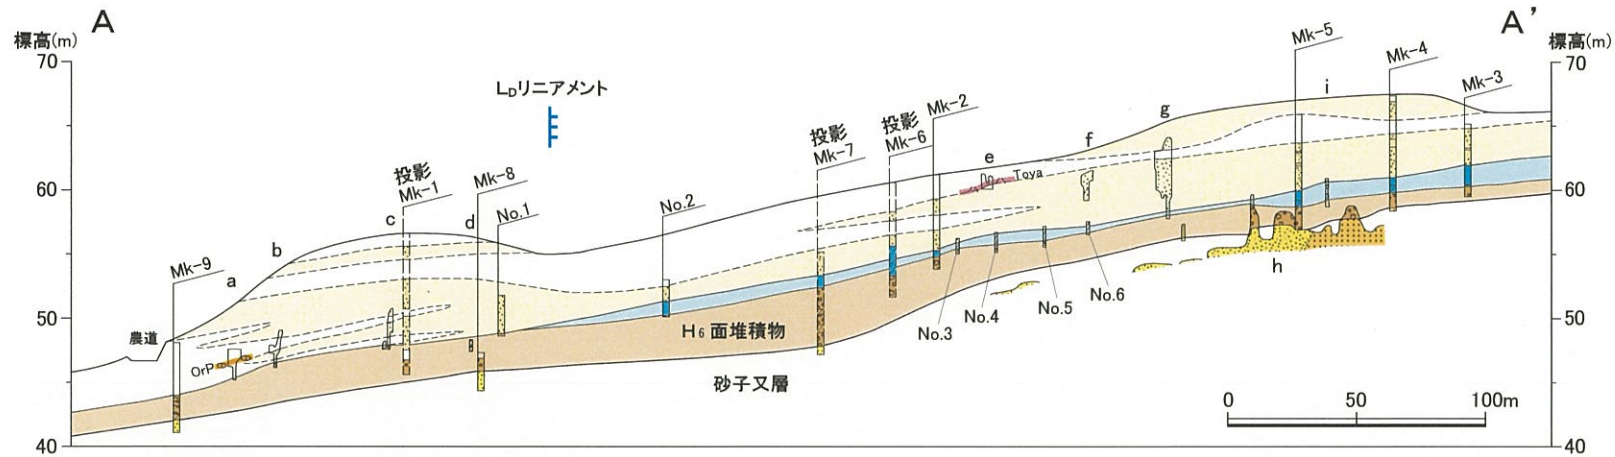 A
A'
標高(m)
標高(m)
70
60
50
40
70
60
50
40
LDリニアメント
Mk-9
a
b
c
投影
Mk-1
d
Mk-8
No.1
No.2
投影
Mk-7
投影
Mk-6
Mk-2
e
Toya
f
g
Mk-5
i
Mk-4
Mk-3
農道
OrP
H6面堆積物
砂子又層
No.3
No.4
No.5
No.6
h
0 50 100m